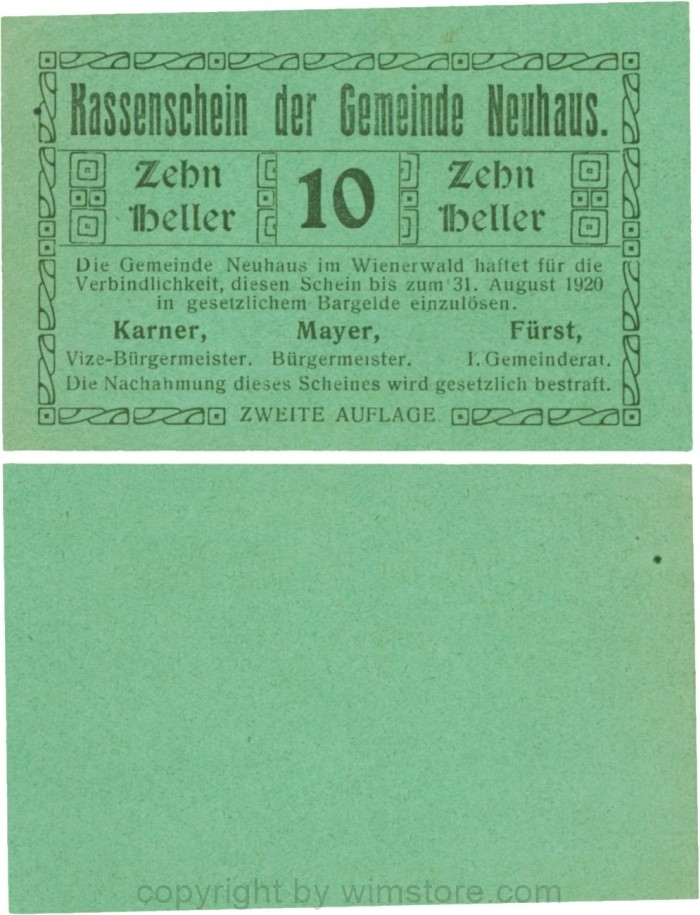 Kassenschein der Gemeinde Neuhaus.
Zehn Heller 10 Zehn Heller
Die Gemeinde Neuhaus im Wienerwald haftet für die
Verbindlichkeit, diesen Schein bis zum 31. August 1920
in gesetzlichem Bargelde einzulösen.
Karner, Mayer, Fürst,
Vize-Bürgermeister. Bürgermeister. I. Gemeinderat.
Die Nachahmung dieses Scheines wird gesetzlich bestraft.
ZWEITE AUFLAGE.
copyright by wimstore.com